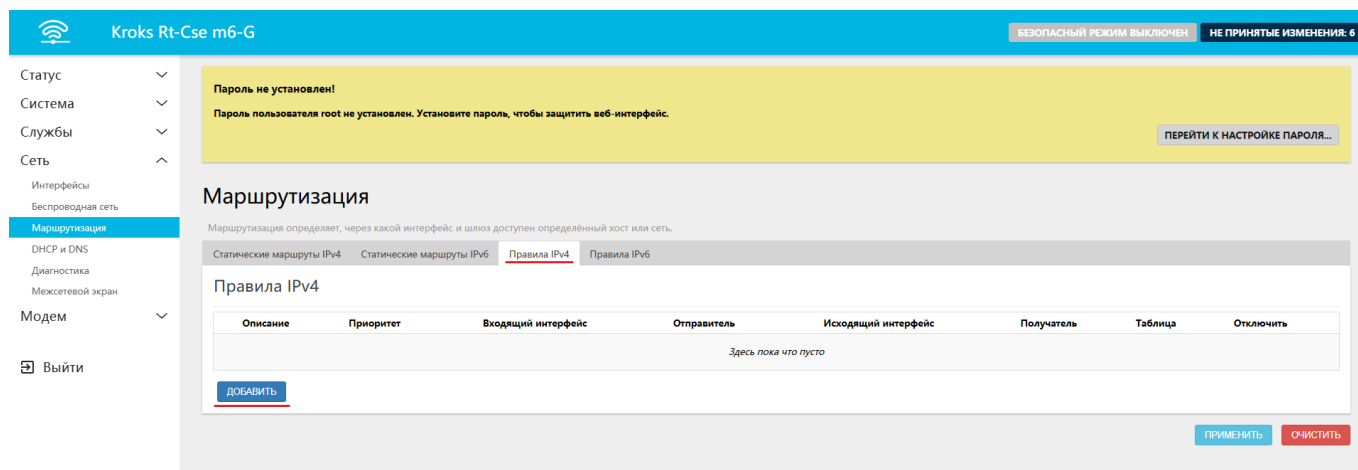 Kroks Rt-Cse m6-G
БЕЗОПАСНЫЙ РЕЖИМ ВЫКЛЮЧЕН
НЕ ПРИНЯТЫЕ ИЗМЕНЕНИЯ: 6
Статус
Система
Службы
Сеть
Интерфейсы
Беспроводная сеть
Маршрутизация
DHCP и DNS
Диагностика
Межсетевой экран
Модем
Выйти
Пароль не установлен!
Пароль пользователя root не установлен. Установите пароль, чтобы защитить веб-интерфейс.
ПЕРЕЙТИ К НАСТРОЙКЕ ПАРОЛЯ...
Маршрутизация
Маршрутизация определяет, через какой интерфейс и шлюз доступен определённый хост или сеть.
Статические маршруты IPv4 Статические маршруты IPv6 Правила IPv4 Правила IPv6
Правила IPv4
Описание Приоритет Входящий интерфейс Отправитель Исходящий интерфейс Получатель Таблица Отключить
Здесь пока что пусто
ДОБАВИТЬ
ПРИМЕНИТЬ ОЧИСТИТЬ